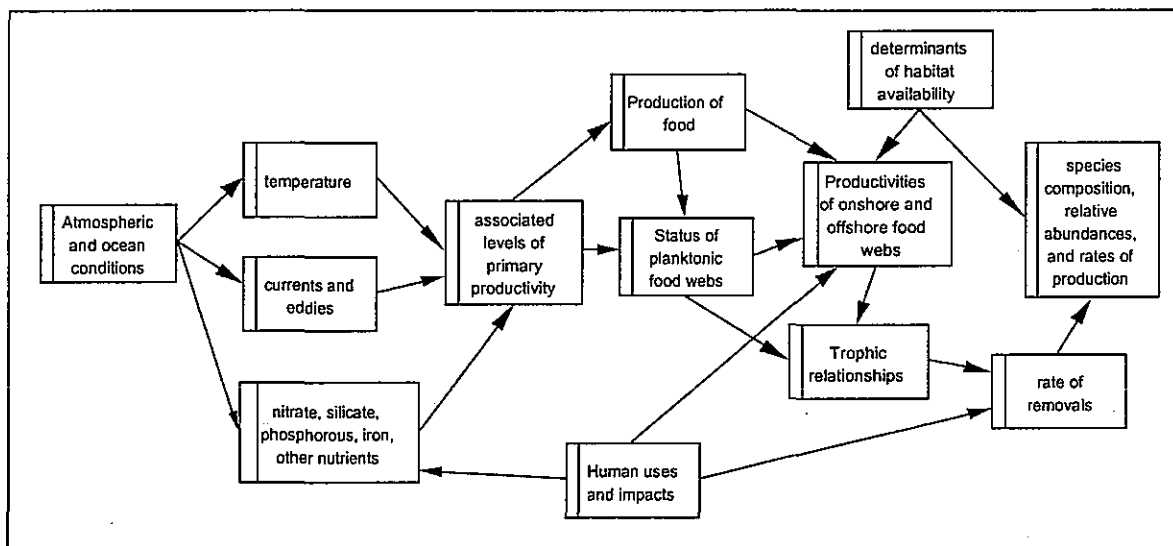 Atmospheric
and ocean
conditions
temperature
currents and
eddies
nitrate, silicate,
phosphorous, iron,
other nutrients
associated
levels of
primary
productivity
Production of
food
Status of
planktonic
food webs
Human uses
and impacts
determinants
of habitat
availability
Productivities
of onshore and
offshore food
webs
Trophic
relationships
rate of
removals
species
composition,
relative
abundances,
and rates of
production